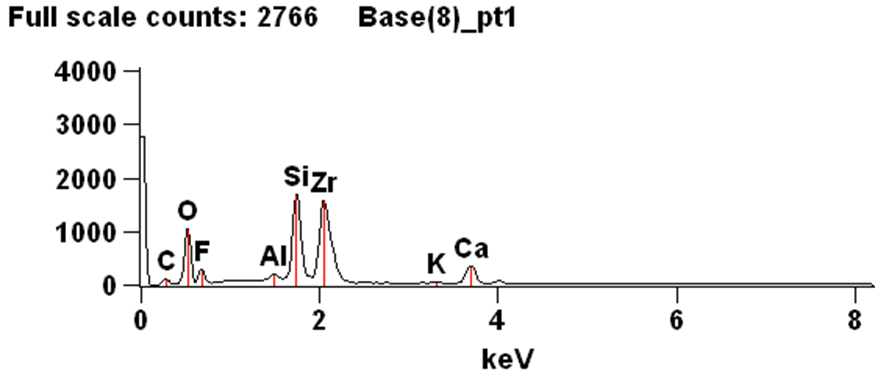 Full scale counts: 2766 Base(8)_pt1
4000
3000
2000
1000
0
C
O
F
Al
Si
Zr
K
Ca
0 2 4 6 8
keV